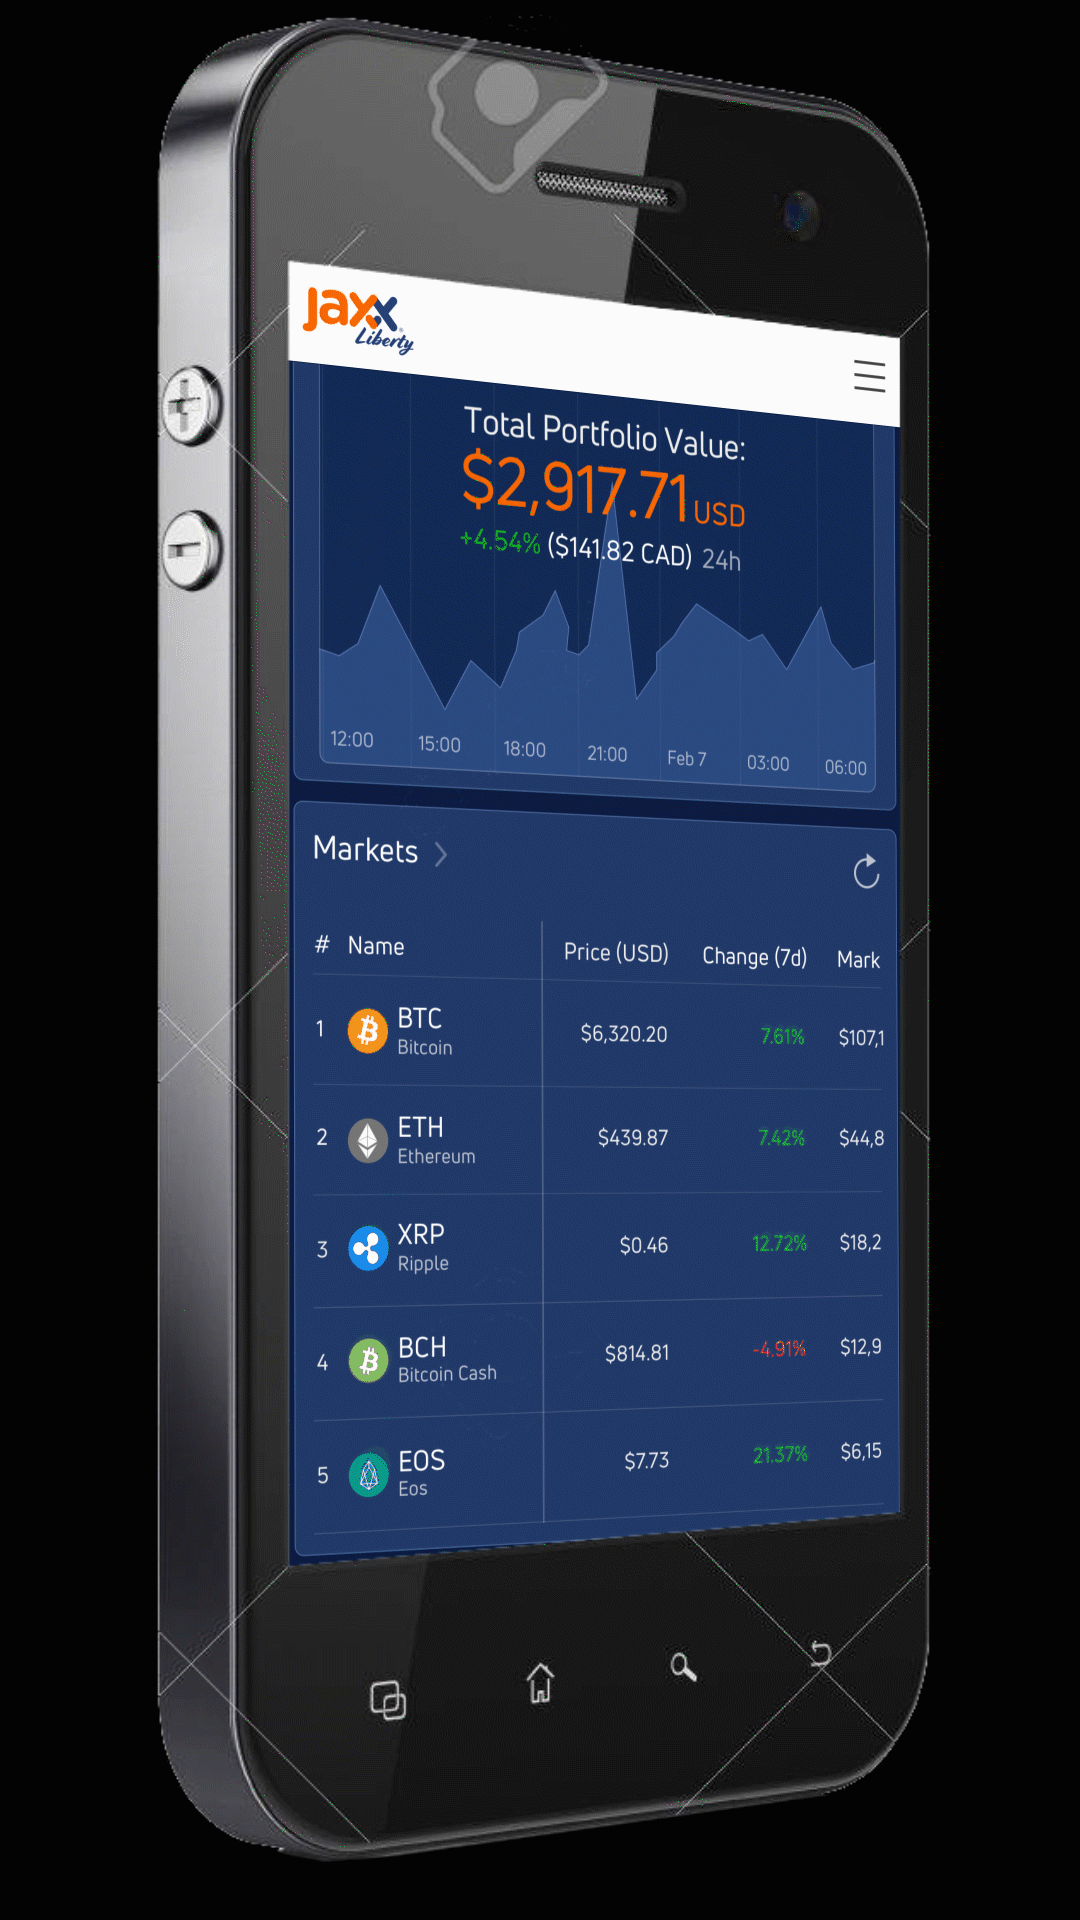 Jaxx
Liberty
Total Portfolio Value:
$2,917.71 USD
+4.54% ($141.82 CAD) 24h
12:00 15:00 18:00 21:00 Feb 7 03:00 06:00
Markets
# Name Price (USD) Change (7d) Mark
1 BTC Bitcoin $6,320.20 7.61% $107,1
2 ETH Ethereum $439.87 7.42% $44,8
3 XRP Ripple $0.46 12.72% $18,2
4 BCH Bitcoin Cash $814.81 -4.91% $12,9
5 EOS Eos $7.73 21.37% $6,15